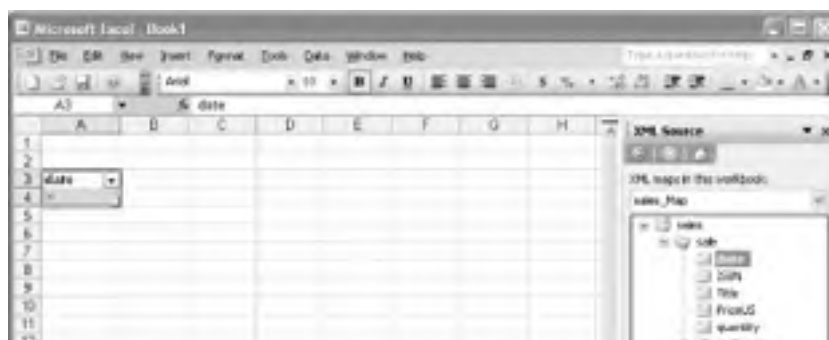 Microsoft Excel - Book1
File Edit View Insert Format Tools Data Window Help
Arial 10 B I U $ %
A3 fx date
A B C D E F G H
XML Source
1
2
XML maps in this workbook:
3 date
sales_Map
4 *
5
sales
6
sale
7
date
8
ISBN
9
Title
10
PriceUS
11
quantity